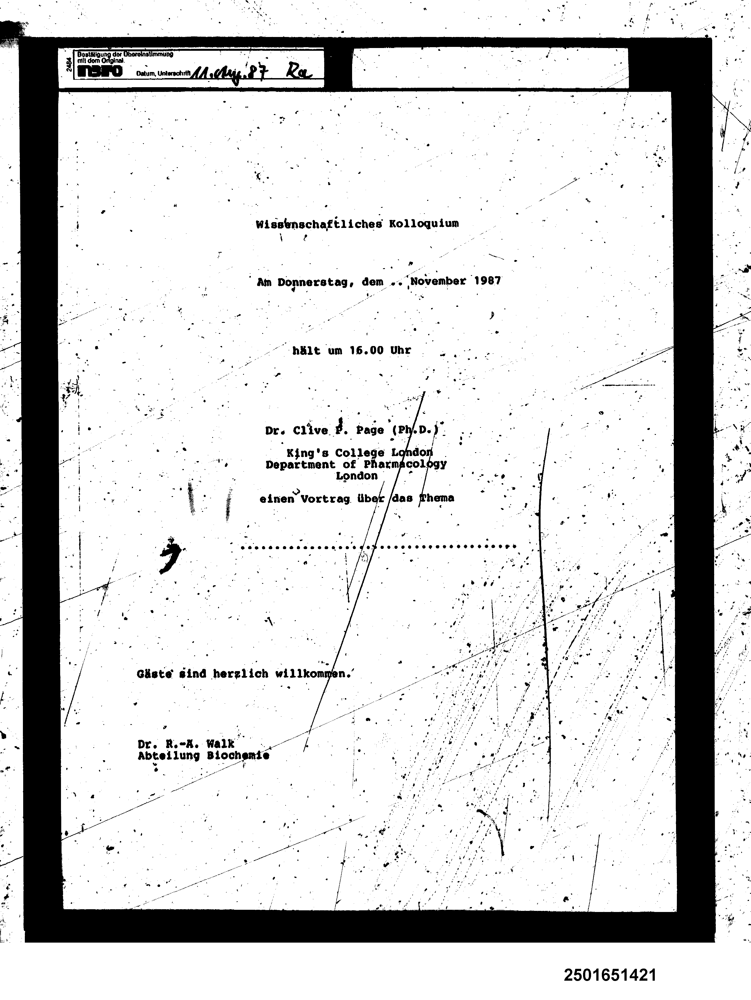 2484
Bestätigung der Übereinstimmung
mit dem Original
INBIFO
Datum, Unterschrift 11. 87 Ra
Wissenschaftliches Kolloquium
Am Donnerstag, dem .. November 1987
hält um 16.00 Uhr
Dr. Clive P. Page (Ph.D.)
King's College London
Department of Pharmacology
London
einen Vortrag über das Thema
..........................................
Gäste sind herzlich willkommen.
Dr. R.-A. Walk
Abteilung Biochemie
2501651421